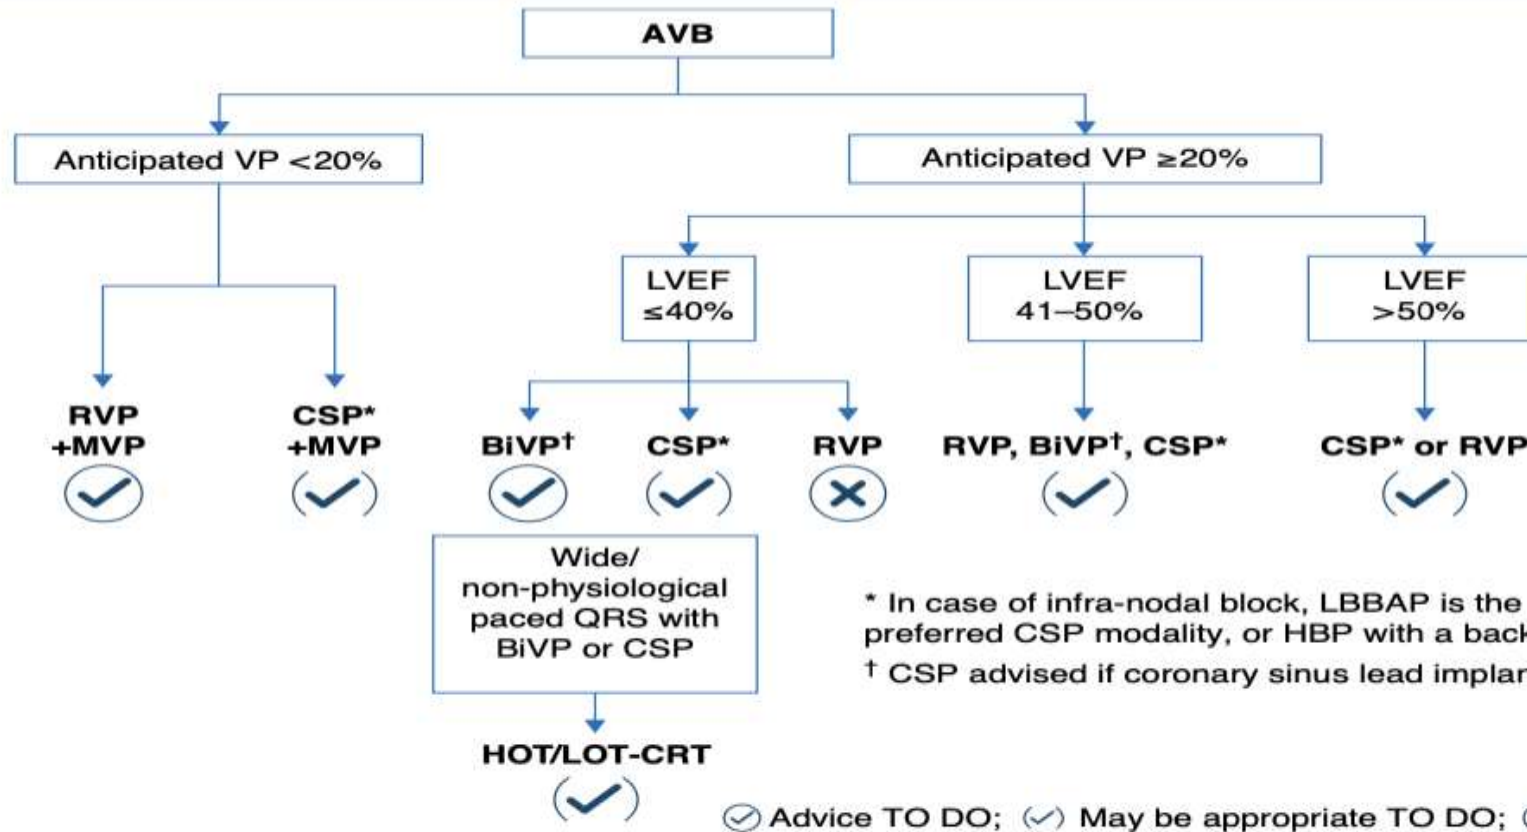 AVB
Anticipated VP <20%
Anticipated VP ≥20%
LVEF
≤40%
LVEF
41–50%
LVEF
>50%
RVP
+MVP
CSP*
+MVP
BiVP†
CSP*
RVP
RVP, BiVP†, CSP*
CSP* or RVP
Wide/
non-physiological
paced QRS with
BiVP or CSP
* In case of infra-nodal block, LBBAP is the
preferred CSP modality, or HBP with a
† CSP advised if coronary sinus lead
HOT/LOT-CRT
Advice TO DO; (✓) May be appropriate TO DO;